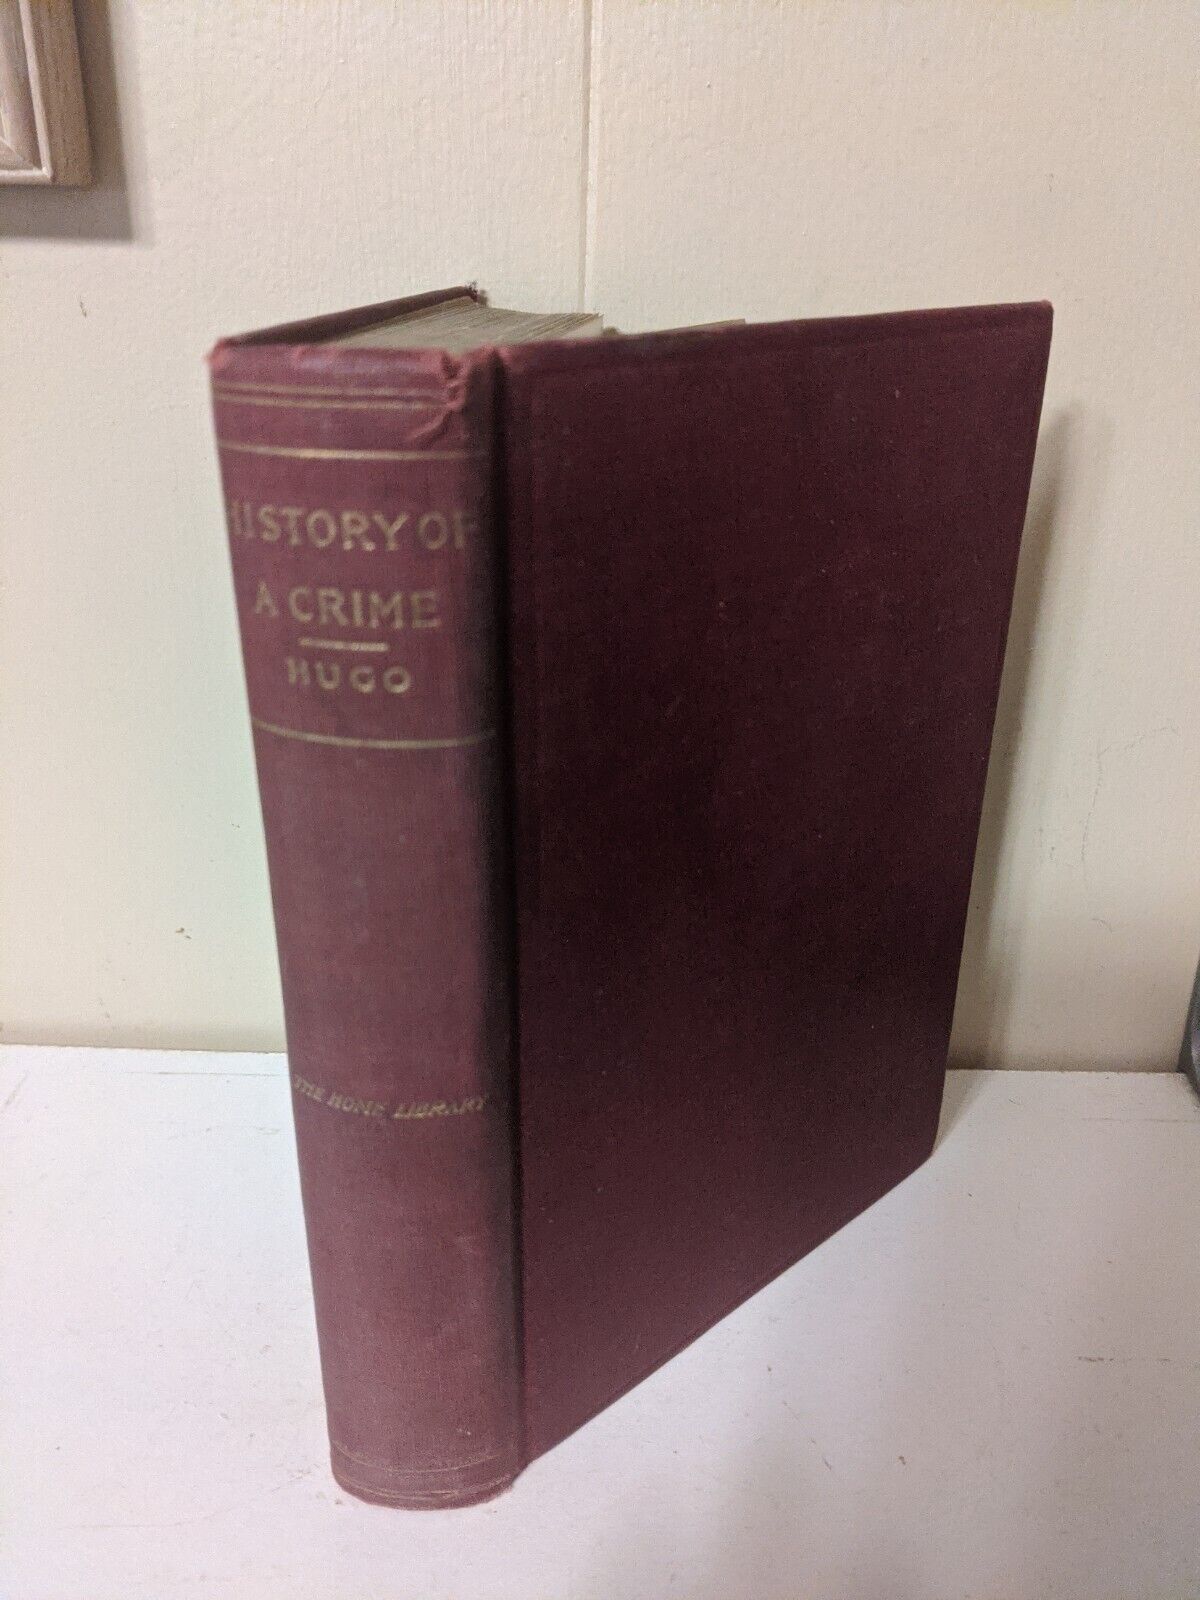 HISTORY OF
A CRIME
HUGO
THE HOME LIBRARY